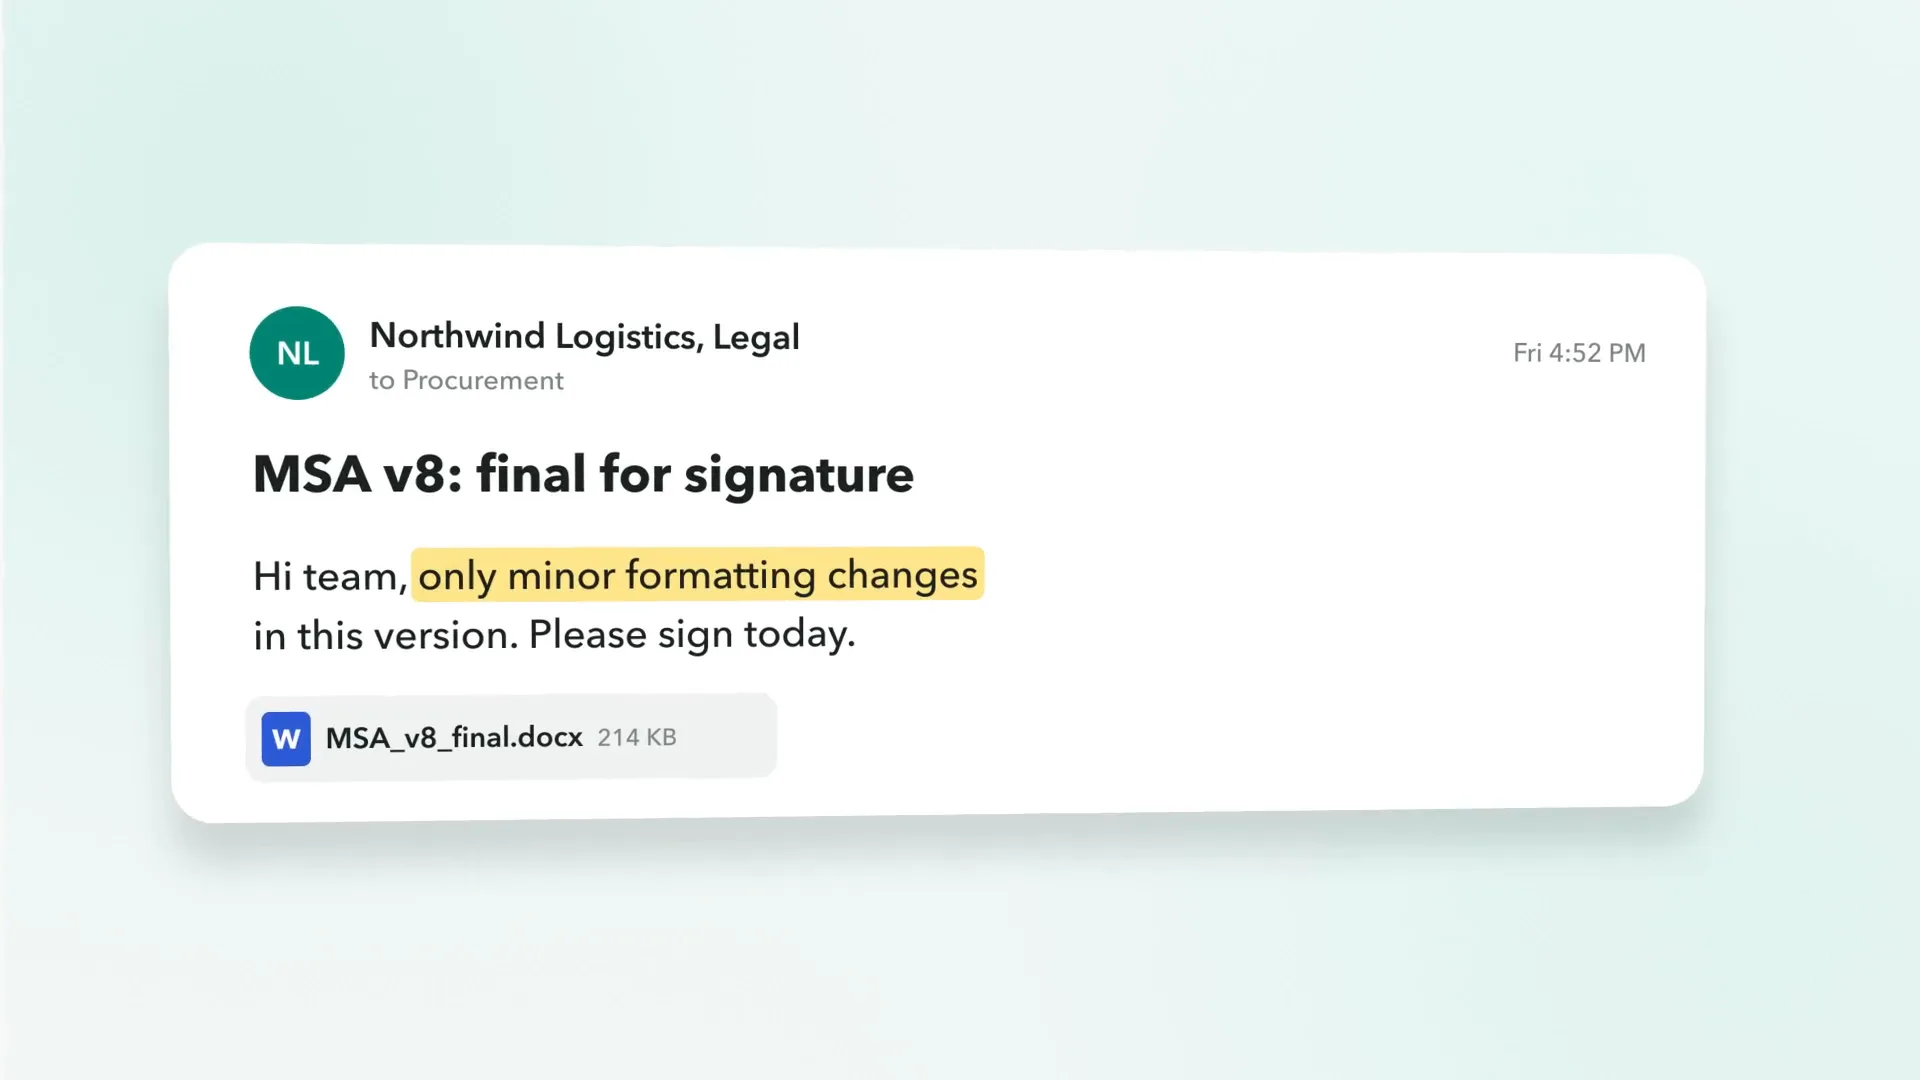 NL
Northwind Logistics, Legal
to Procurement
Fri 4:52 PM
MSA v8: final for signature
Hi team, only minor formatting changes
in this version. Please sign today.
W MSA_v8_final.docx 214 KB